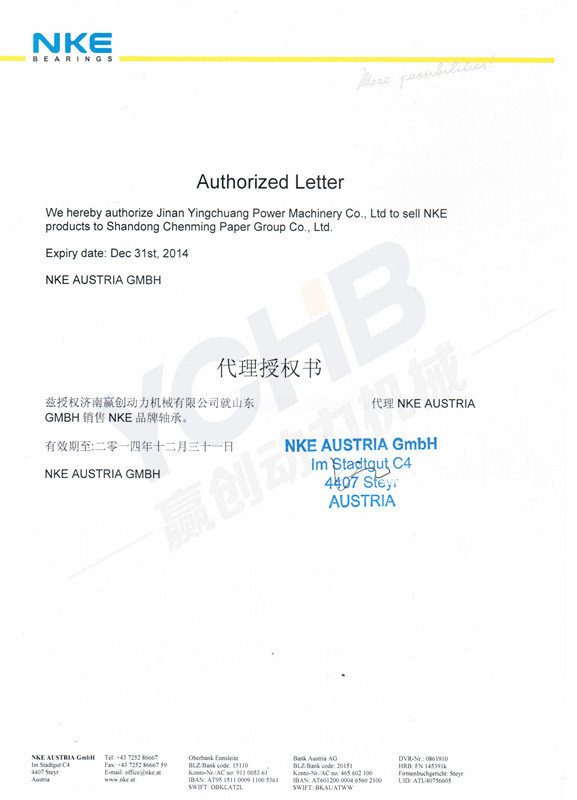 NKE
BEARINGS
More possibilities!
Authorized Letter
We hereby authorize Jinan Yingchuang Power Machinery Co., Ltd to sell NKE
products to Shandong Chenming Paper Group Co., Ltd.
Expiry date: Dec 31st, 2014
NKE AUSTRIA GMBH
YCHB
赢创动力机械
代理授权书
兹授权济南赢创动力机械有限公司就山东 代理 NKE AUSTRIA
GMBH 销售 NKE 品牌轴承。
有效期至:二零一四年十二月三十一日
NKE AUSTRIA GMBH
NKE AUSTRIA GmbH
Im Stadtgut C4
4407 Steyr
AUSTRIA
NKE AUSTRIA GmbH
Im Stadtgut C4
4407 Steyr
Austria
Tel: +43 7252 86667
Fax: +43 7252 86667 59
E-mail: office@nke.at
www.nke.at
Oberbank Ennsleite
BLZ/Bank code: 15110
Konto-Nr./AC no: 911 0053 61
IBAN: AT95 1511 0009 1100 5361
SWIFT: OBKLAT2L
Bank Austria AG
BLZ/Bank code: 20151
Konto-Nr./AC no: 465 602 100
IBAN: AT601200 0004 6560 2100
SWIFT: BKAUATWW
DVR-Nr.: 0861910
HRB: FN 145391k
Firmenbuchgericht: Steyr
UID: ATU40756605